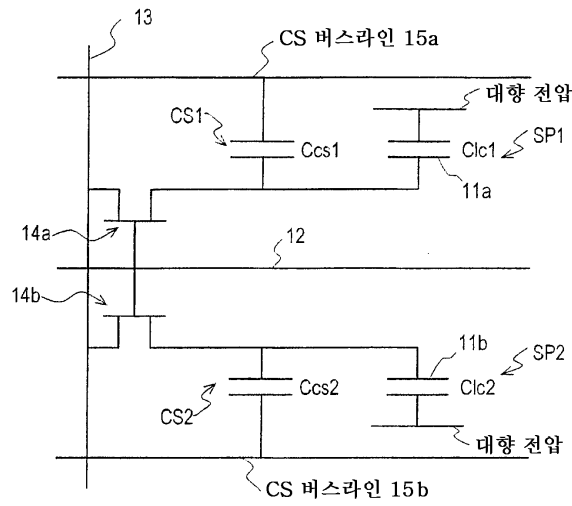 13
CS 버스라인 15a
대향 전압
CS1
Ccs1
Clc1
SP1
11a
14a
12
14b
11b
SP2
Ccs2
Clc2
CS2
대향 전압
CS 버스라인 15b